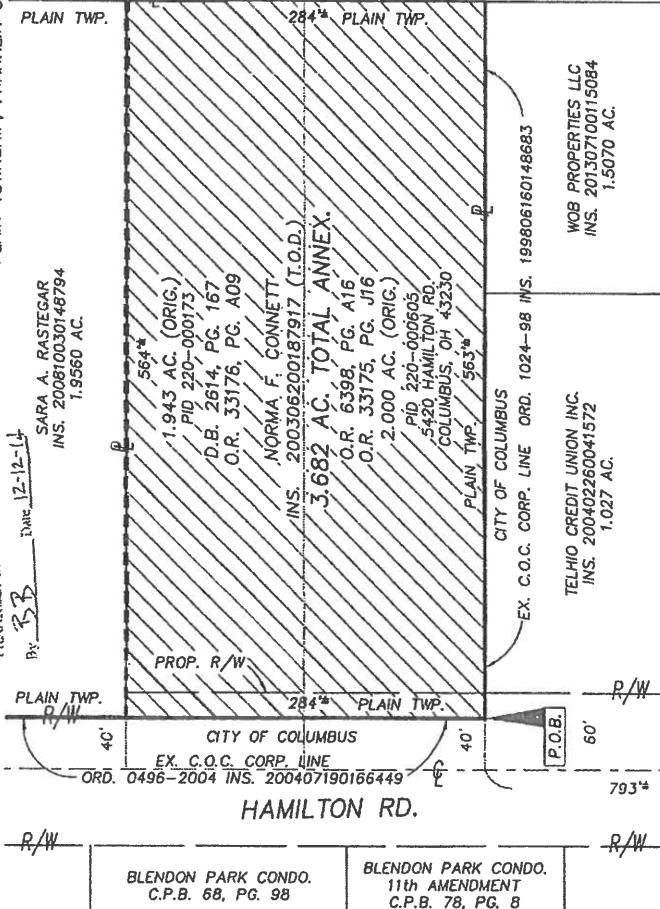 PLAIN TWP.
284'±
PLAIN TWP.
SARA A. RASTEGAR
INS. 200810030148794
1.9560 AC.
By BB Date 12-12-14
564'±
1.943 AC. (ORIG.)
PID 220-000173
D.B. 2614, PG. 167
O.R. 33176, PG. A09
NORMA F. CONNETT
INS. 200306200187917 (T.O.D.)
3.682 AC. TOTAL ANNEX.
O.R. 6398, PG. A16
O.R. 33175, PG. J16
2.000 AC. (ORIG.)
PID 220-000605
5420 HAMILTON RD.
COLUMBUS, OH 43230
563'±
PLAIN TWP.
CITY OF COLUMBUS
EX. C.O.C. CORP. LINE ORD. 1024-98 INS. 199806160148683
WOB PROPERTIES LLC
INS. 201307100115084
1.5070 AC.
TELHIO CREDIT UNION INC.
INS. 200402260041572
1.027 AC.
PROP. R/W
PLAIN TWP.
R/W
284'±
PLAIN TWP.
R/W
40'
CITY OF COLUMBUS
40'
P.O.B.
60'
EX. C.O.C. CORP. LINE
ORD. 0496-2004 INS. 200407190166449
793'±
HAMILTON RD.
R/W
R/W
BLENDON PARK CONDO.
C.P.B. 68, PG. 98
BLENDON PARK CONDO.
11th AMENDMENT
C.P.B. 78, PG. 8